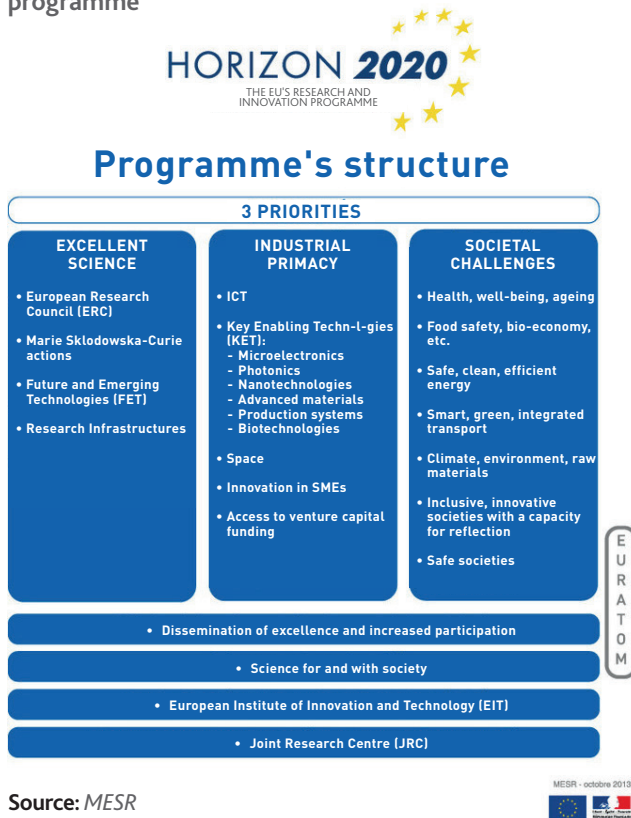 programme
HORIZON 2020
THE EU'S RESEARCH AND
INNOVATION PROGRAMME
Programme's structure
3 PRIORITIES
EXCELLENT
SCIENCE
• European Research
Council (ERC)
• Marie Sklodowska-Curie
actions
• Future and Emerging
Technologies (FET)
• Research Infrastructures
INDUSTRIAL
PRIMACY
• ICT
• Key Enabling Techn-l-gies
(KET):
- Microelectronics
- Photonics
- Nanotechnologies
- Advanced materials
- Production systems
- Biotechnologies
• Space
• Innovation in SMEs
• Access to venture capital
funding
SOCIETAL
CHALLENGES
• Health, well-being, ageing
• Food safety, bio-economy,
etc.
• Safe, clean, efficient
energy
• Smart, green, integrated
transport
• Climate, environment, raw
materials
• Inclusive, innovative
societies with a capacity
for reflection
• Safe societies
EURATOM
• Dissemination of excellence and increased participation
• Science for and with society
• European Institute of Innovation and Technology (EIT)
• Joint Research Centre (JRC)
MESR - octobre 2013
Source: MESR